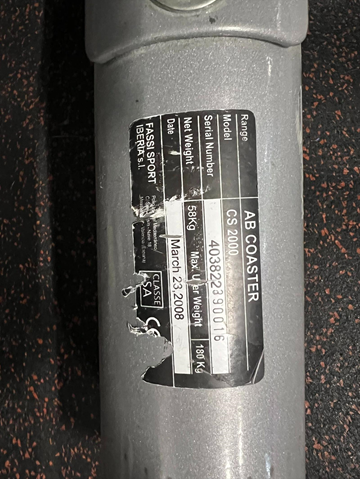 Range AB COASTER
Model CS 2000
Serial Number 403822390016
Net Weight 58Kg Max. User Weight 180 Kg
Date March 23,2008
FASSI SPORT
IBERIA s.l.
CLASSE
SA
CE